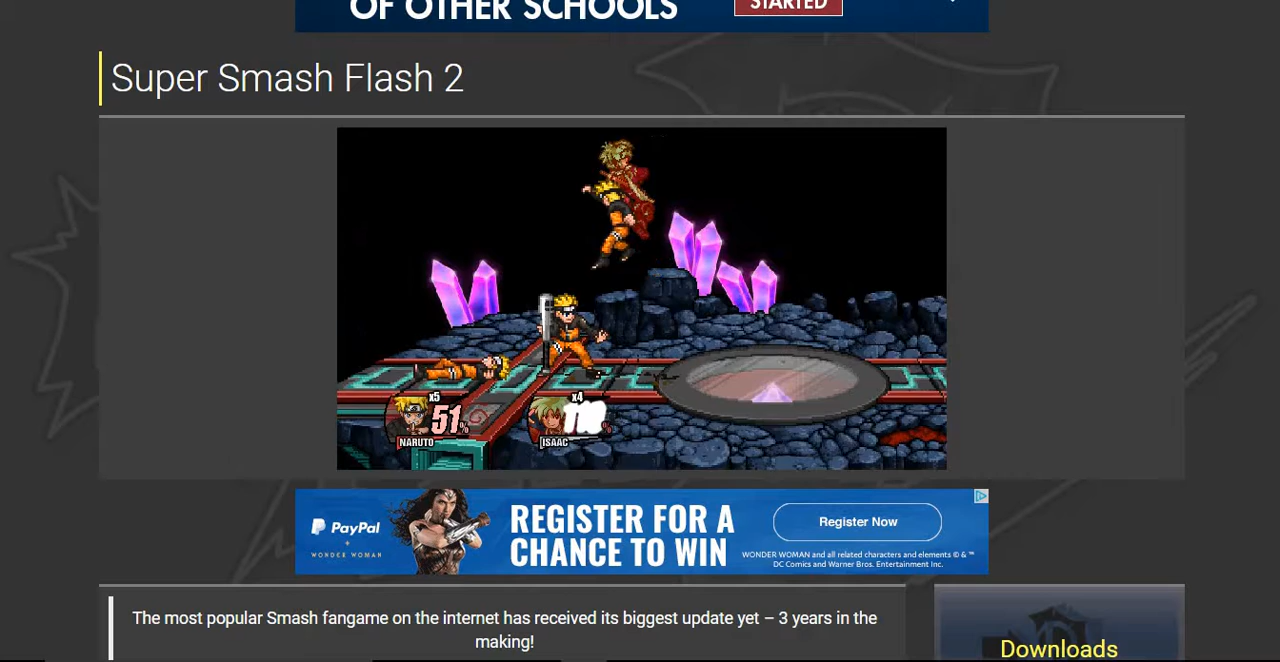 OF OTHER SCHOOLS
STARTED
Super Smash Flash 2
x5
51%
NARUTO
x4
%
ISAAC
PayPal
+
WONDER WOMAN
REGISTER FOR A
CHANCE TO WIN
Register Now
WONDER WOMAN and all related characters and elements © & ™
DC Comics and Warner Bros. Entertainment Inc.
The most popular Smash fangame on the internet has received its biggest update yet – 3 years in the
making!
Downloads